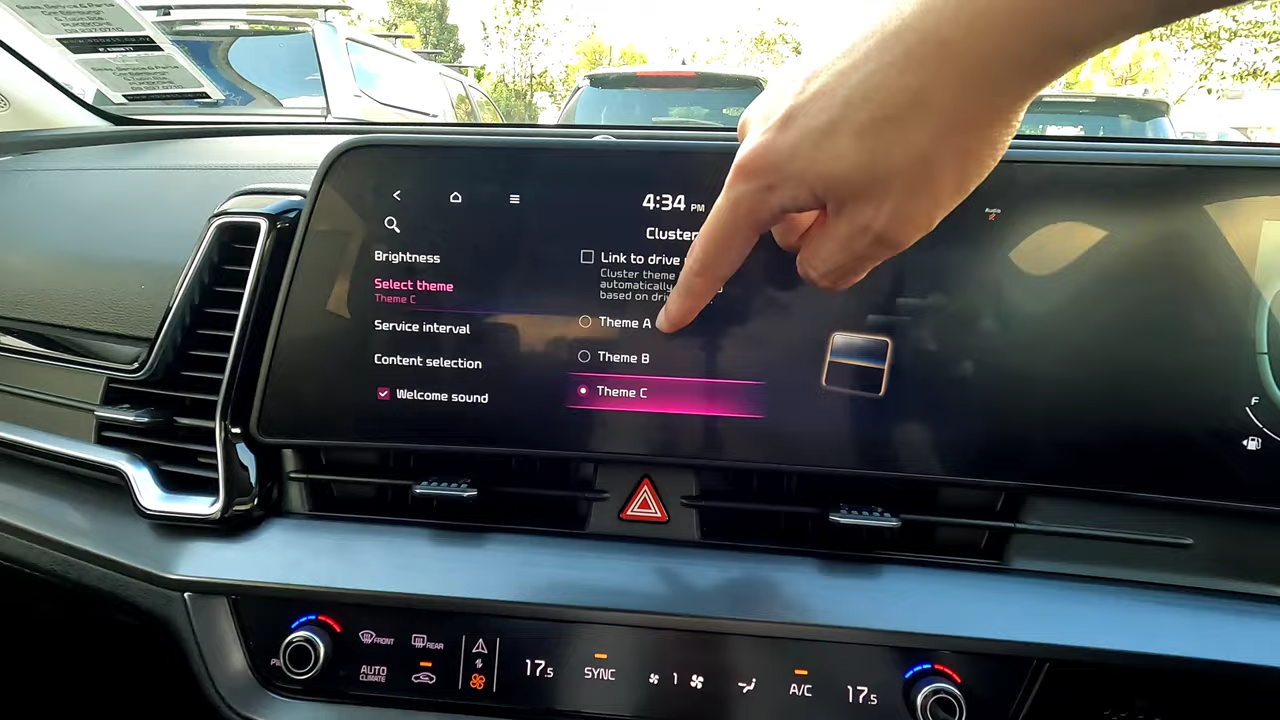 4:34 PM
Cluster
Brightness
Select theme
Theme C
Service interval
Content selection
Welcome sound
Link to drive
Cluster theme
automatically
based on
Theme A
Theme B
Theme C
Audio
F
FRONT
REAR
AUTO
CLIMATE
17.5
SYNC
1
A/C
17.5